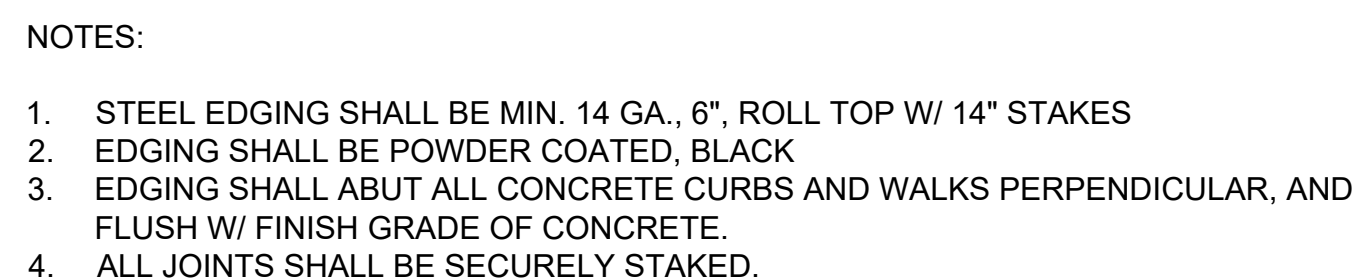 NOTES:
1. STEEL EDGING SHALL BE MIN. 14 GA., 6", ROLL TOP W/ 14" STAKES
2. EDGING SHALL BE POWDER COATED, BLACK
3. EDGING SHALL ABUT ALL CONCRETE CURBS AND WALKS PERPENDICULAR, AND
FLUSH W/ FINISH GRADE OF CONCRETE.
4. ALL JOINTS SHALL BE SECURELY STAKED.